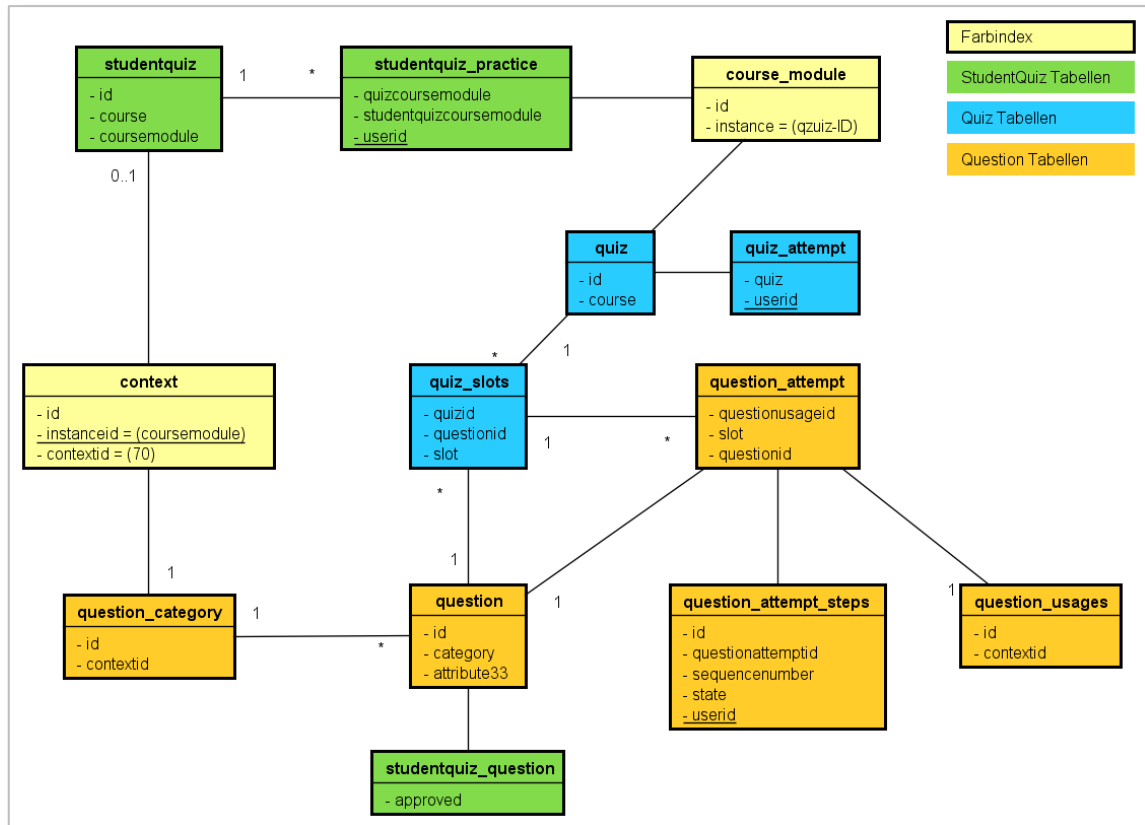 studentquiz
- id
- course
- coursemodule
1
*
studentquiz_practice
- quizcoursemodule
- studentquizcoursemodule
- userid
course_module
- id
- instance = (qzuiz-ID)
Farbindex
StudentQuiz Tabellen
Quiz Tabellen
Question Tabellen
0..1
quiz
- id
- course
quiz_attempt
- quiz
- userid
*
1
context
- id
- instanceid = (coursemodule)
- contextid = (70)
quiz_slots
- quizid
- questionid
- slot
1
*
question_attempt
- questionusageid
- slot
- questionid
*
1
1
question_category
- id
- contextid
1
*
question
- id
- category
- attribute33
1
question_attempt_steps
- id
- questionattemptid
- sequencenumber
- state
- userid
1
question_usages
- id
- contextid
studentquiz_question
- approved